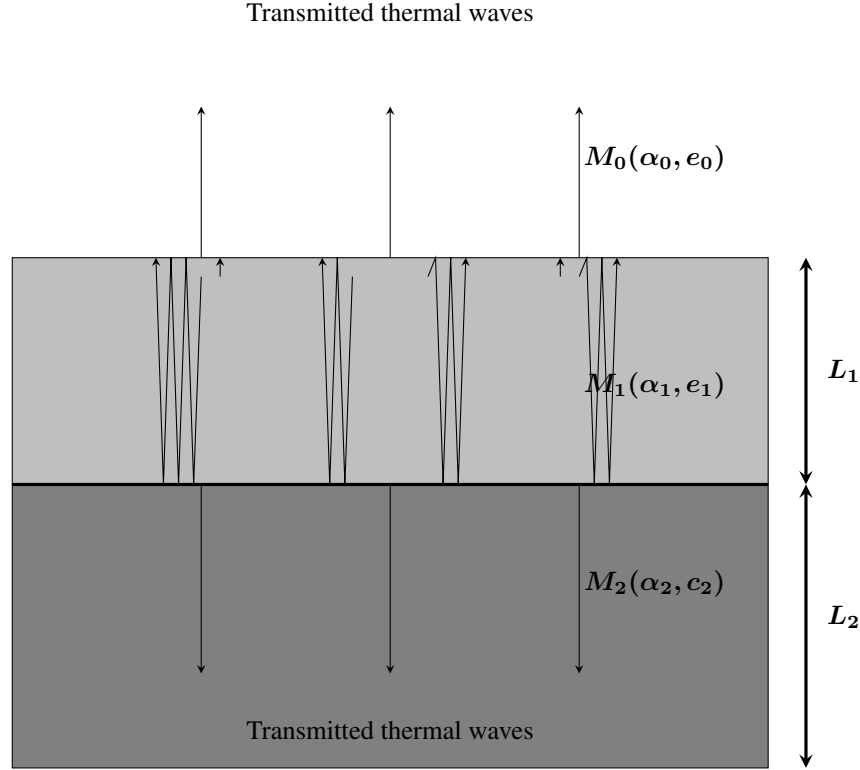 Transmitted thermal waves
M₀(α₀, e₀)
L₁
M₁(α₁, e₁)
M₂(α₂, c₂)
L₂
Transmitted thermal waves